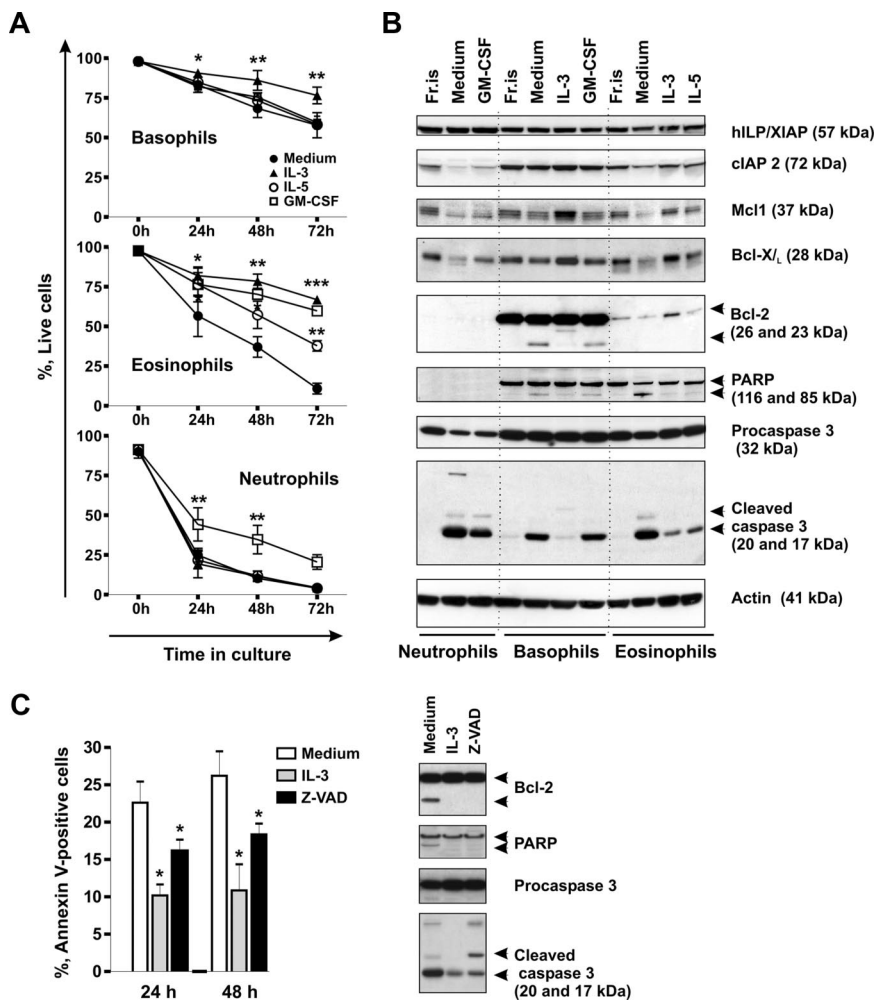 A
100
75
50
25
0
Basophils
Medium
IL-3
IL-5
GM-CSF
* ** **
0h 24h 48h 72h
100
75
50
25
0
Eosinophils
* ** ***
**
0h 24h 48h 72h
100
75
50
25
0
Neutrophils
** **
0h 24h 48h 72h
%, Live cells
Time in culture
B
Fr.is Medium GM-CSF Fr.is Medium IL-3 GM-CSF Fr.is Medium IL-3 IL-5
hILP/XIAP (57 kDa)
cIAP 2 (72 kDa)
Mcl1 (37 kDa)
Bcl-X/L (28 kDa)
Bcl-2
(26 and 23 kDa)
PARP
(116 and 85 kDa)
Procaspase 3
(32 kDa)
Cleaved
caspase 3
(20 and 17 kDa)
Actin (41 kDa)
Neutrophils Basophils Eosinophils
C
%, Annexin V-positive cells
30
25
20
15
10
5
0
Medium
IL-3
Z-VAD
* * * *
24 h 48 h
Medium IL-3 Z-VAD
Bcl-2
PARP
Procaspase 3
Cleaved
caspase 3
(20 and 17 kDa)